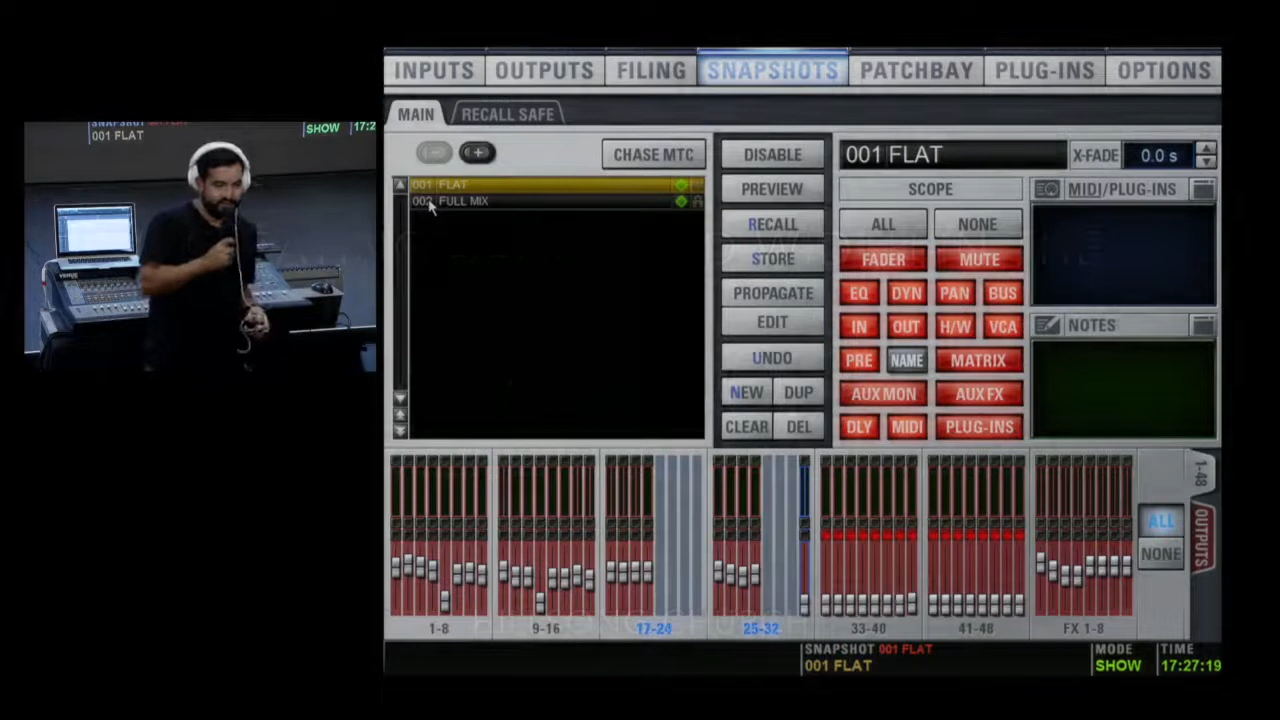 INPUTS OUTPUTS FILING SNAPSHOTS PATCHBAY PLUG-INS OPTIONS
MAIN RECALL SAFE
CHASE MTC
001 FLAT
002 FULL MIX
DISABLE
PREVIEW
RECALL
STORE
PROPAGATE
EDIT
UNDO
NEW DUP
CLEAR DEL
001 FLAT X-FADE 0.0 s
SCOPE
ALL NONE
FADER MUTE
EQ DYN PAN BUS
IN OUT H/W VCA
PRE NAME MATRIX
AUX MON AUX FX
DLY MIDI PLUG-INS
MIDI/PLUG-INS
NOTES
1-48
ALL
NONE
OUTPUTS
1-8 9-16 17-24 25-32 33-40 41-48 FX 1-8
SNAPSHOT 001 FLAT
001 FLAT
MODE
SHOW
TIME
17:27:19
SNAPSHOT
001 FLAT
SHOW 17:2
VENUE